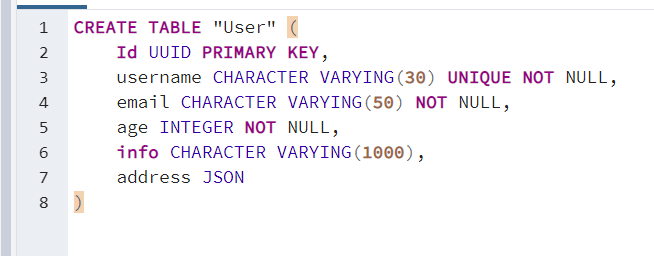 1 CREATE TABLE "User" (
2 Id UUID PRIMARY KEY,
3 username CHARACTER VARYING(30) UNIQUE NOT NULL,
4 email CHARACTER VARYING(50) NOT NULL,
5 age INTEGER NOT NULL,
6 info CHARACTER VARYING(1000),
7 address JSON
8 )